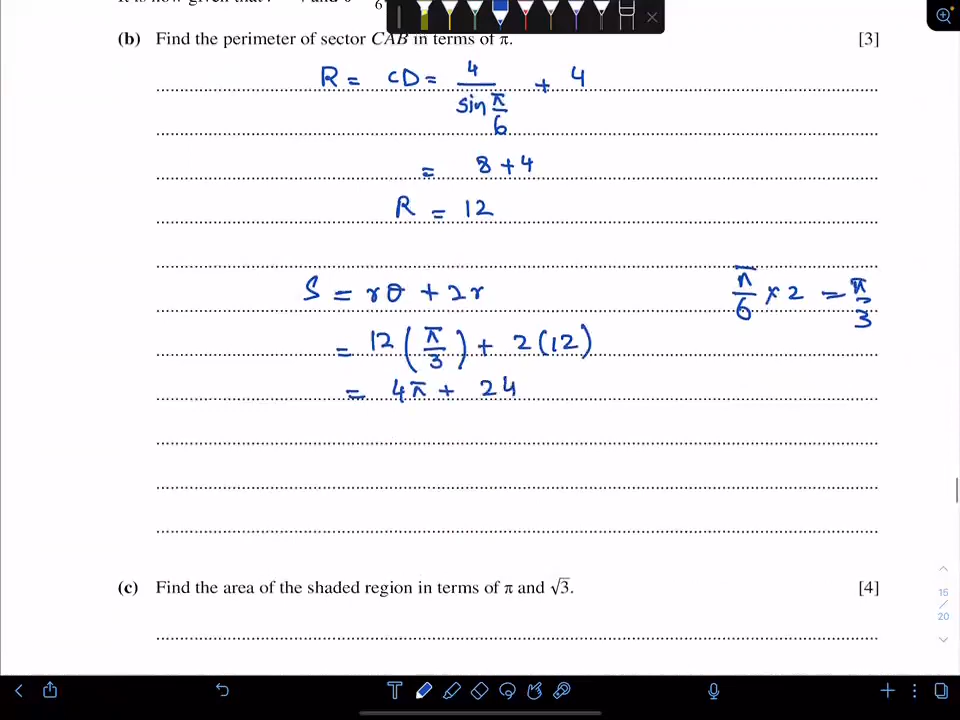 (b) Find the perimeter of sector CAB in terms of π. [3]
R = CD = 4 / sin π/6 + 4
= 8 + 4
R = 12
S = rθ + 2r
π/6 × 2 = π/3
= 12 (π/3) + 2(12)
= 4π + 24
(c) Find the area of the shaded region in terms of π and √3. [4]
15
/
20